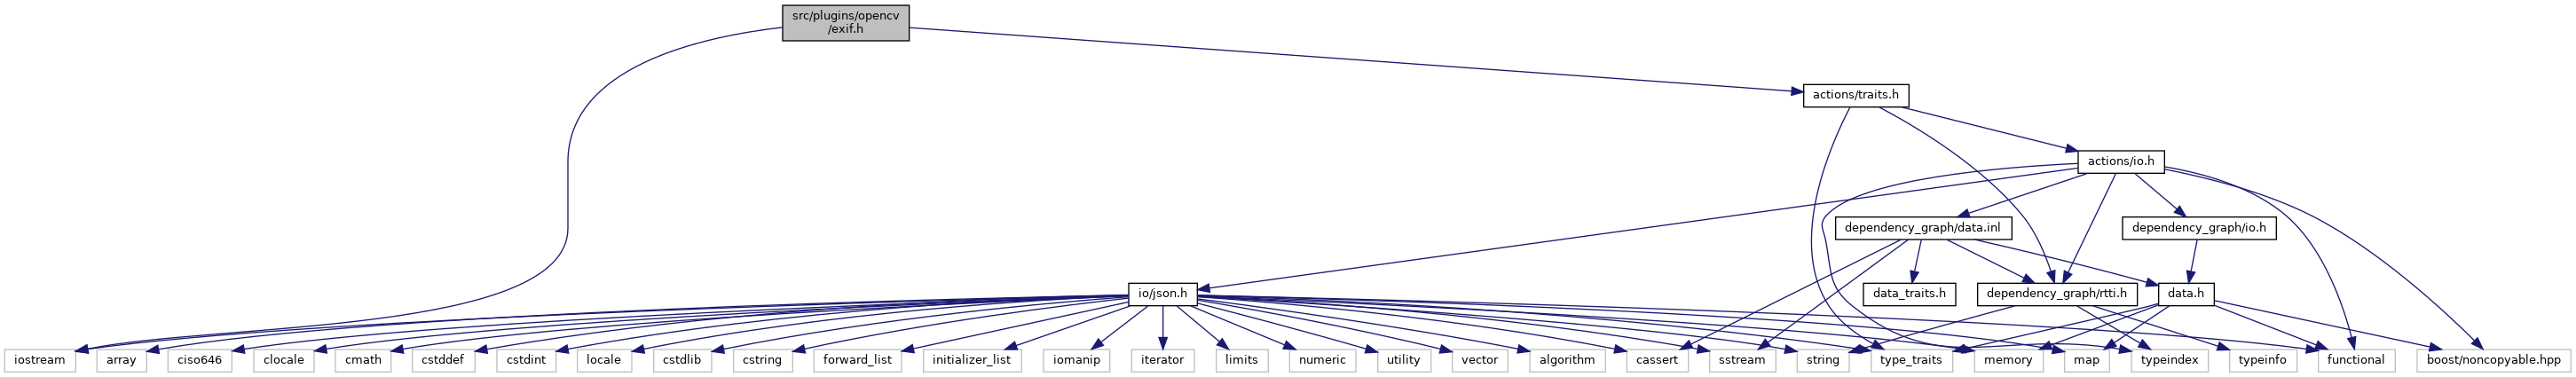 src/plugins/opencv
/exif.h
actions/traits.h
actions/io.h
dependency_graph/data.inl
dependency_graph/io.h
io/json.h
data_traits.h
dependency_graph/rtti.h
data.h
iostream
array
ciso646
clocale
cmath
cstddef
cstdint
locale
cstdlib
cstring
forward_list
initializer_list
iomanip
iterator
limits
numeric
utility
vector
algorithm
cassert
sstream
string
type_traits
memory
map
typeindex
typeinfo
functional
boost/noncopyable.hpp